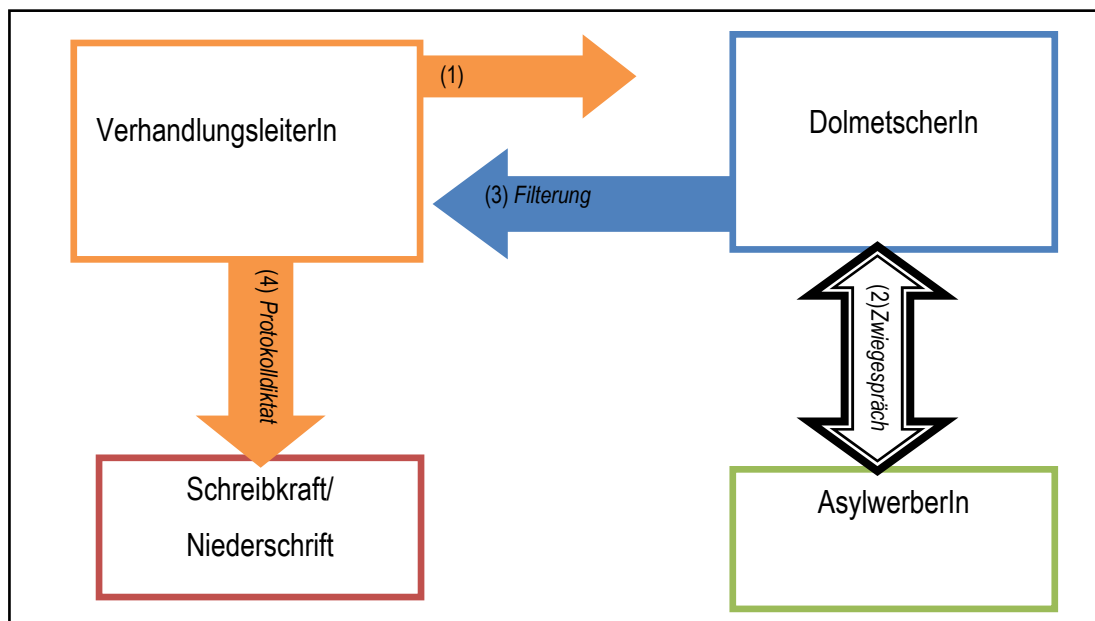 VerhandlungsleiterIn
(1)
DolmetscherIn
(3) Filterung
(4) Protokolldiktat
(2)Zwiegespräch
Schreibkraft/
Niederschrift
AsylwerberIn